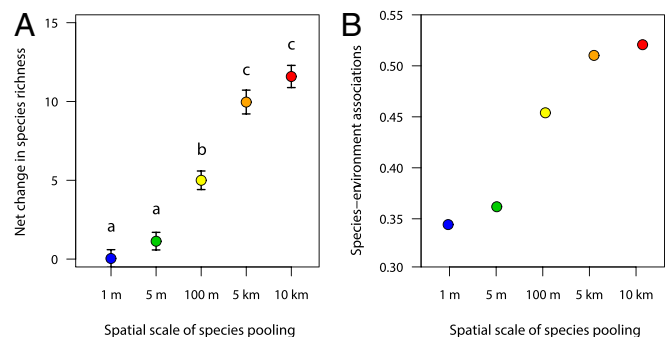 A
Net change in species richness
15
10
5
0
a
a
b
c
c
1 m
5 m
100 m
5 km
10 km
Spatial scale of species pooling
B
Species–environment associations
0.55
0.50
0.45
0.40
0.35
0.30
1 m
5 m
100 m
5 km
10 km
Spatial scale of species pooling